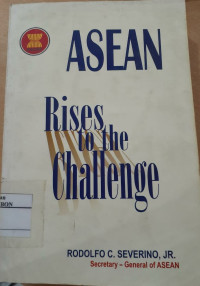 ASEAN
Rises
to the
Challenge
RODOLFO C. SEVERINO, JR.
Secretary – General of ASEAN